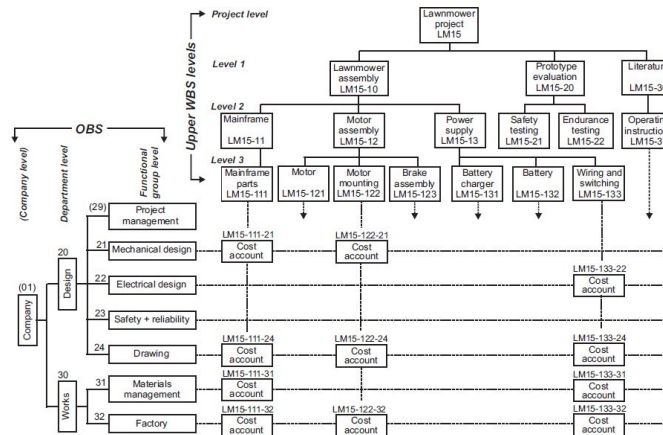 Project level
Lawnmower
project
LM15
Upper WBS levels
Level 1
Lawnmower
assembly
LM15-10
Prototype
evaluation
LM15-20
Level 2
Mainframe
LM15-11
Motor
assembly
LM15-12
Power
supply
LM15-13
Safety
testing
LM15-21
Endurance
testing
LM15-22
Level 3
Mainframe
parts
LM15-111
Motor
LM15-121
Motor
mounting
LM15-122
Brake
assembly
LM15-123
Battery
charger
LM15-131
Battery
LM15-132
Wiring and
switching
LM15-133
OBS
(Company level)
Department level
Functional
group level
(29)
Project
management
21
Mechanical design
LM15-111-21
Cost
account
LM15-122-21
Cost
account
20
Design
22
Electrical design
LM15-133-22
Cost
account
(01)
Company
23
Safety + reliability
24
Drawing
LM15-111-24
Cost
account
LM15-122-24
Cost
account
LM15-133-24
Cost
account
30
Works
31
Materials
management
LM15-111-31
Cost
account
LM15-133-31
Cost
account
32
Factory
LM15-111-32
Cost
account
LM15-122-32
Cost
account
LM15-133-32
Cost
account